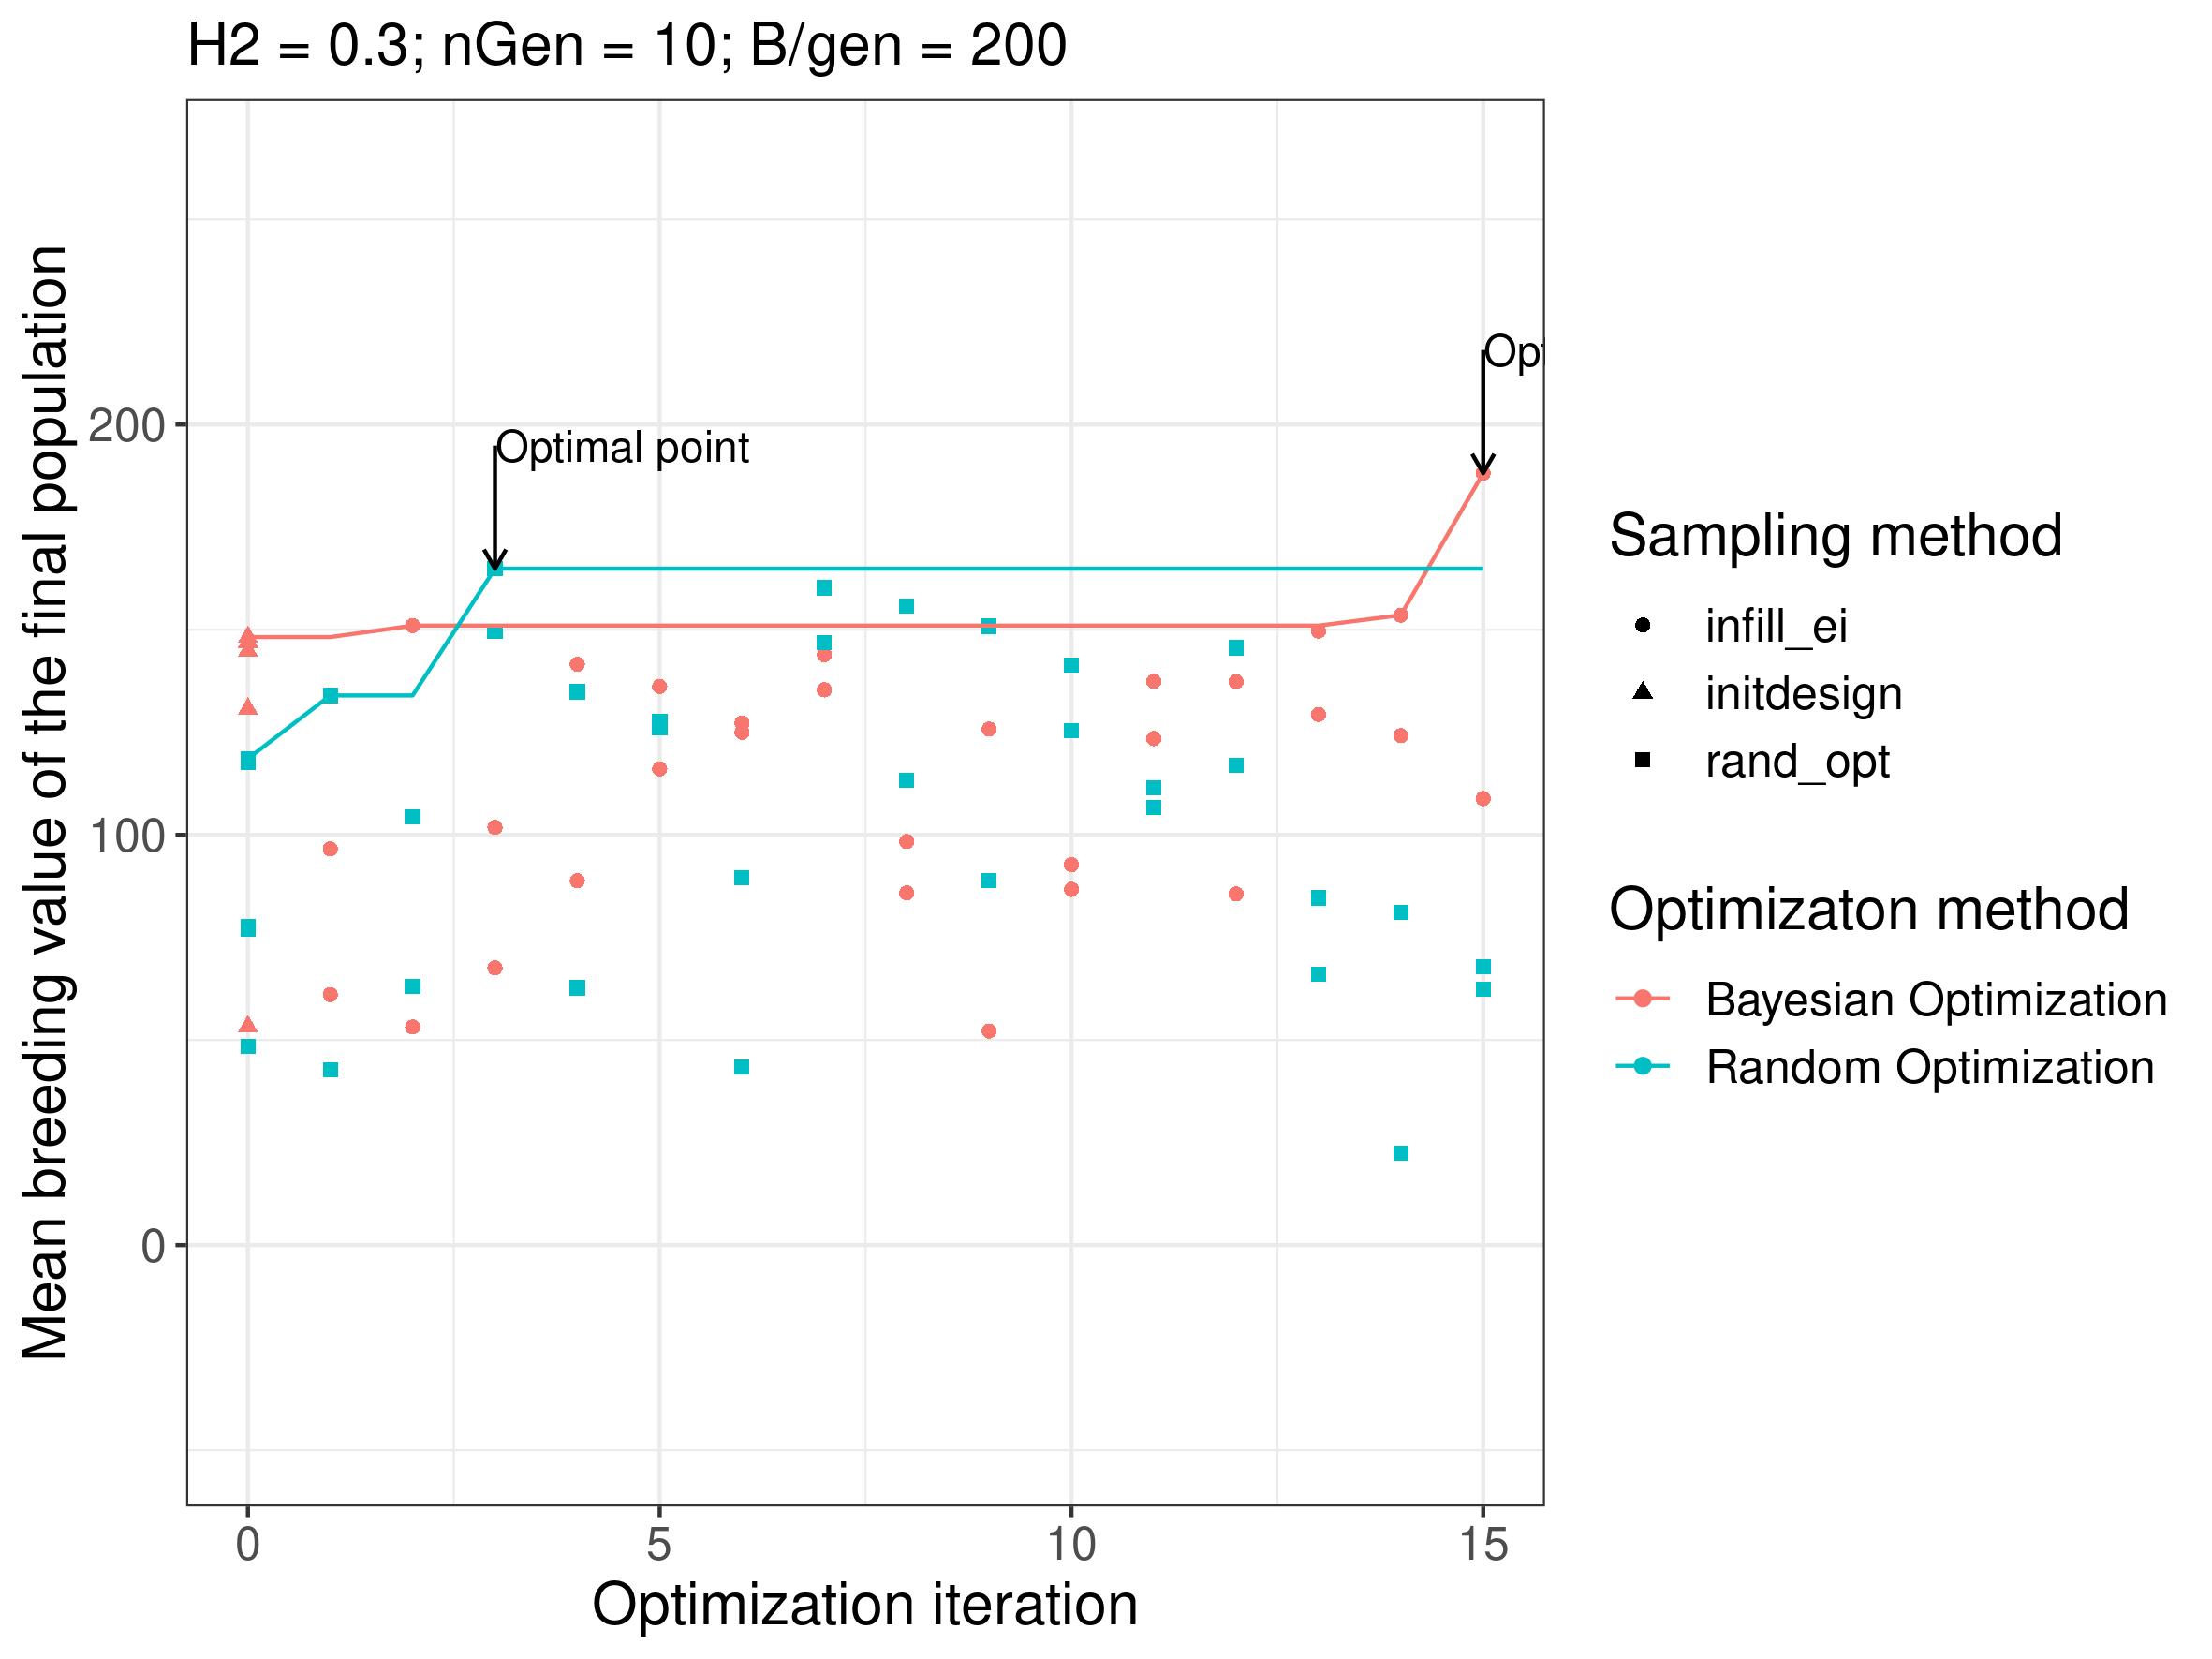 H2 = 0.3; nGen = 10; B/gen = 200
Mean breeding value of the final population
200
100
0
Optimal point
Opt
0
5
10
15
Optimization iteration
Sampling method
infill_ei
initdesign
rand_opt
Optimizaton method
Bayesian Optimization
Random Optimization